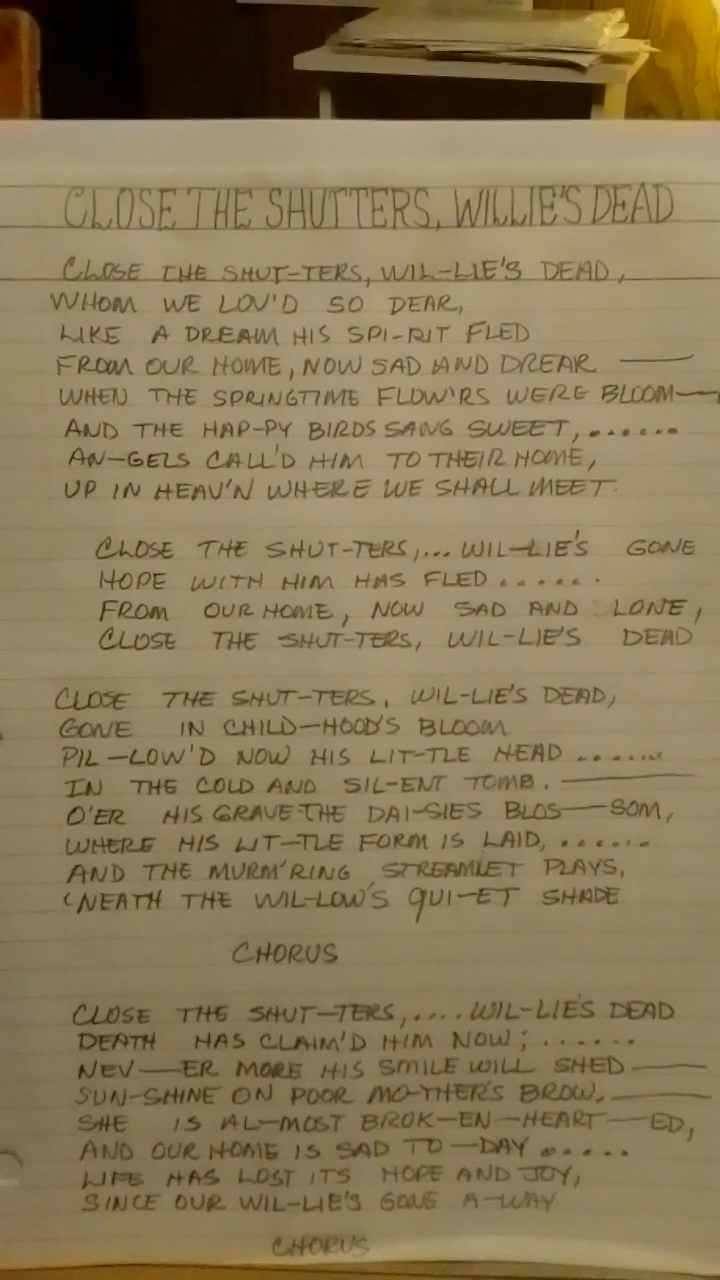 CLOSE THE SHUTTERS, WILLIE'S DEAD
CLOSE THE SHUT-TERS, WIL-LIE'S DEAD,
WHOM WE LOV'D SO DEAR,
LIKE A DREAM HIS SPI-RIT FLED
FROM OUR HOME, NOW SAD AND DREAR ——
WHEN THE SPRINGTIME FLOW'RS WERE BLOOM—
AND THE HAP-PY BIRDS SANG SWEET, ......
AN-GELS CALL'D HIM TO THEIR HOME,
UP IN HEAV'N WHERE WE SHALL MEET.
CLOSE THE SHUT-TERS,... WIL-LIE'S GONE
HOPE WITH HIM HAS FLED ......
FROM OUR HOME, NOW SAD AND LONE,
CLOSE THE SHUT-TERS, WIL-LIE'S DEAD
CLOSE THE SHUT-TERS, WIL-LIE'S DEAD,
GONE IN CHILD-HOOD'S BLOOM
PIL-LOW'D NOW HIS LIT-TLE HEAD ......
IN THE COLD AND SIL-ENT TOMB. ——
O'ER HIS GRAVE THE DAI-SIES BLOS—SOM,
WHERE HIS LIT-TLE FORM IS LAID, ......
AND THE MURM'RING STREAMLET PLAYS,
'NEATH THE WIL-LOW'S QUI-ET SHADE
CHORUS
CLOSE THE SHUT-TERS,.... WIL-LIE'S DEAD
DEATH HAS CLAIM'D HIM NOW; ......
NEV—ER MORE HIS SMILE WILL SHED ——
SUN-SHINE ON POOR MO-THER'S BROW. ——
SHE IS AL-MOST BROK-EN-HEART—ED,
AND OUR HOME IS SAD TO-DAY .....
LIFE HAS LOST ITS HOPE AND JOY,
SINCE OUR WIL-LIE'S GONE A-WAY
CHORUS